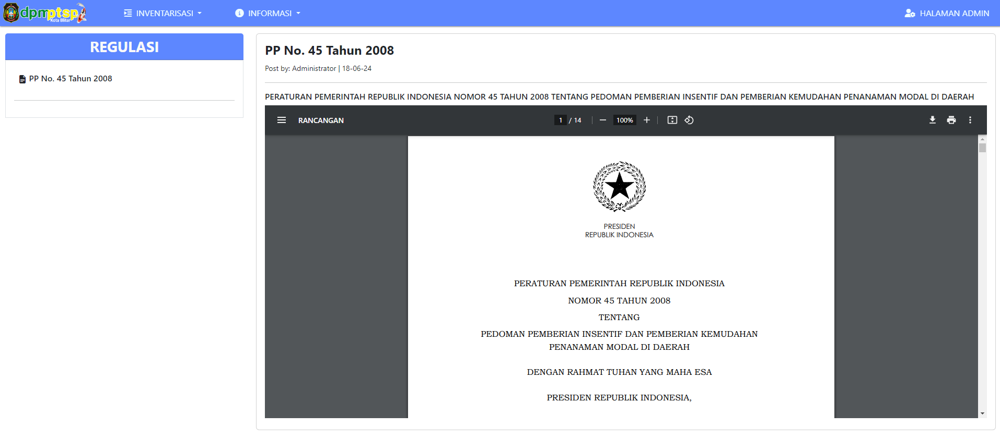 dpmptsp
Kota Blitar
INVENTARISASI
INFORMASI
HALAMAN ADMIN
REGULASI
PP No. 45 Tahun 2008
PP No. 45 Tahun 2008
Post by: Administrator | 18-06-24
PERATURAN PEMERINTAH REPUBLIK INDONESIA NOMOR 45 TAHUN 2008 TENTANG PEDOMAN PEMBERIAN INSENTIF DAN PEMBERIAN KEMUDAHAN PENANAMAN MODAL DI DAERAH
RANCANGAN
1 / 14
100%
PRESIDEN
REPUBLIK INDONESIA
PERATURAN PEMERINTAH REPUBLIK INDONESIA
NOMOR 45 TAHUN 2008
TENTANG
PEDOMAN PEMBERIAN INSENTIF DAN PEMBERIAN KEMUDAHAN
PENANAMAN MODAL DI DAERAH
DENGAN RAHMAT TUHAN YANG MAHA ESA
PRESIDEN REPUBLIK INDONESIA,